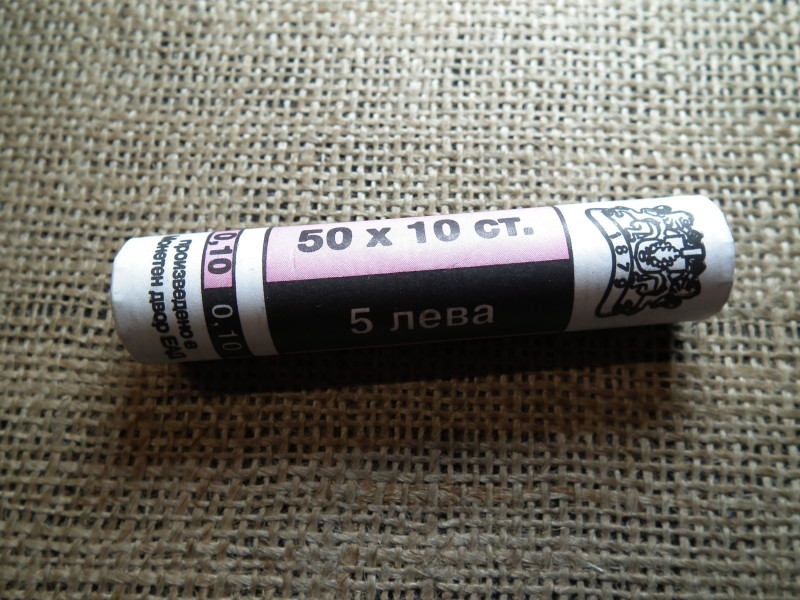 50 x 10 ст.
5 лева
0,10
0,10
произведено в
Монетен двор ЕАД
1879